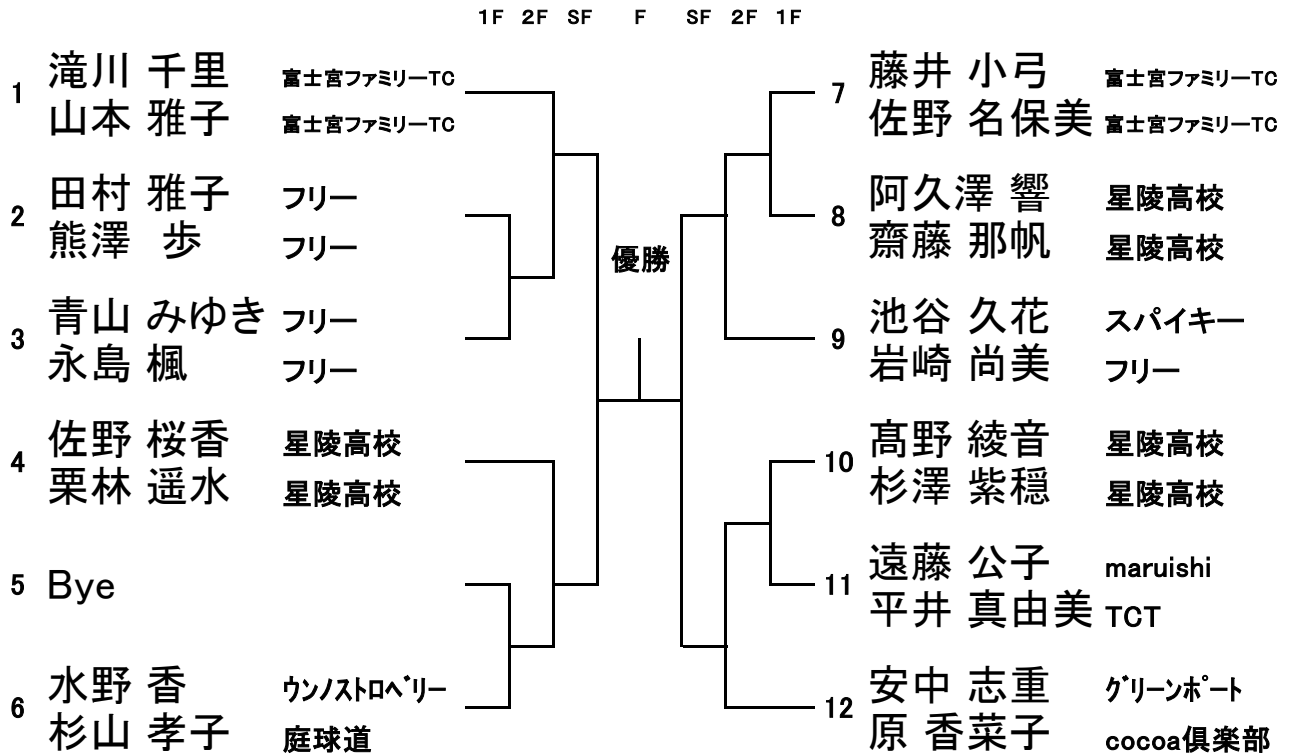 1F 2F SF F SF 2F 1F
1 滝川 千里 富士宮ファミリーTC
山本 雅子 富士宮ファミリーTC
2 田村 雅子 フリー
熊澤 歩 フリー
3 青山 みゆき フリー
永島 楓 フリー
4 佐野 桜香 星陵高校
栗林 遥水 星陵高校
5 Bye
6 水野 香 ウンノストロベリー
杉山 孝子 庭球道
優勝
7 藤井 小弓 富士宮ファミリーTC
佐野 名保美 富士宮ファミリーTC
8 阿久澤 響 星陵高校
齋藤 那帆 星陵高校
9 池谷 久花 スパイキー
岩崎 尚美 フリー
10 髙野 綾音 星陵高校
杉澤 紫穏 星陵高校
11 遠藤 公子 maruishi
平井 真由美 TCT
12 安中 志重 グリーンポート
原 香菜子 cocoa倶楽部